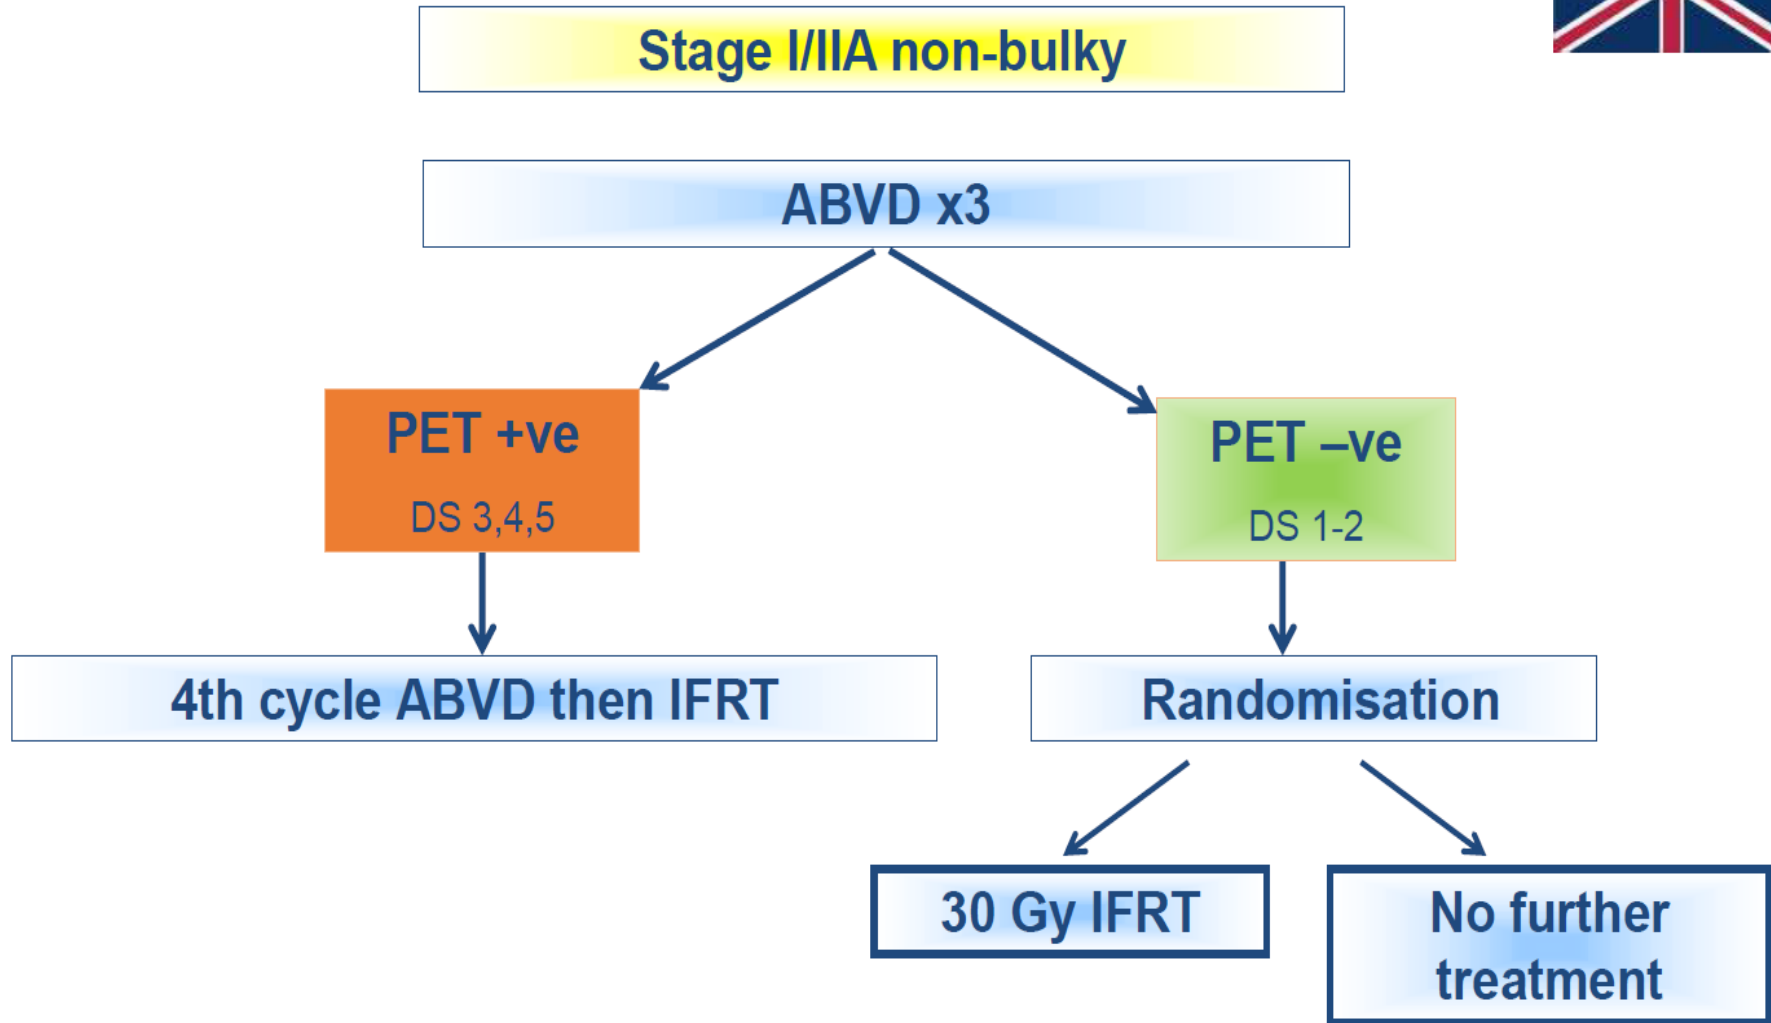 Stage I/IIA non-bulky
ABVD x3
PET +ve
DS 3,4,5
PET –ve
DS 1-2
4th cycle ABVD then IFRT
Randomisation
30 Gy IFRT
No further
treatment